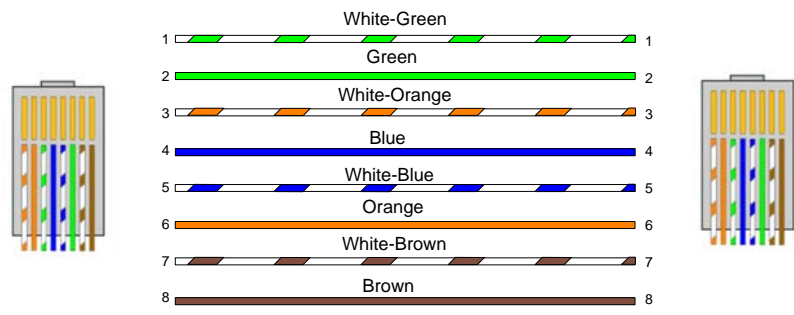 White-Green
1 1
Green
2 2
White-Orange
3 3
Blue
4 4
White-Blue
5 5
Orange
6 6
White-Brown
7 7
Brown
8 8